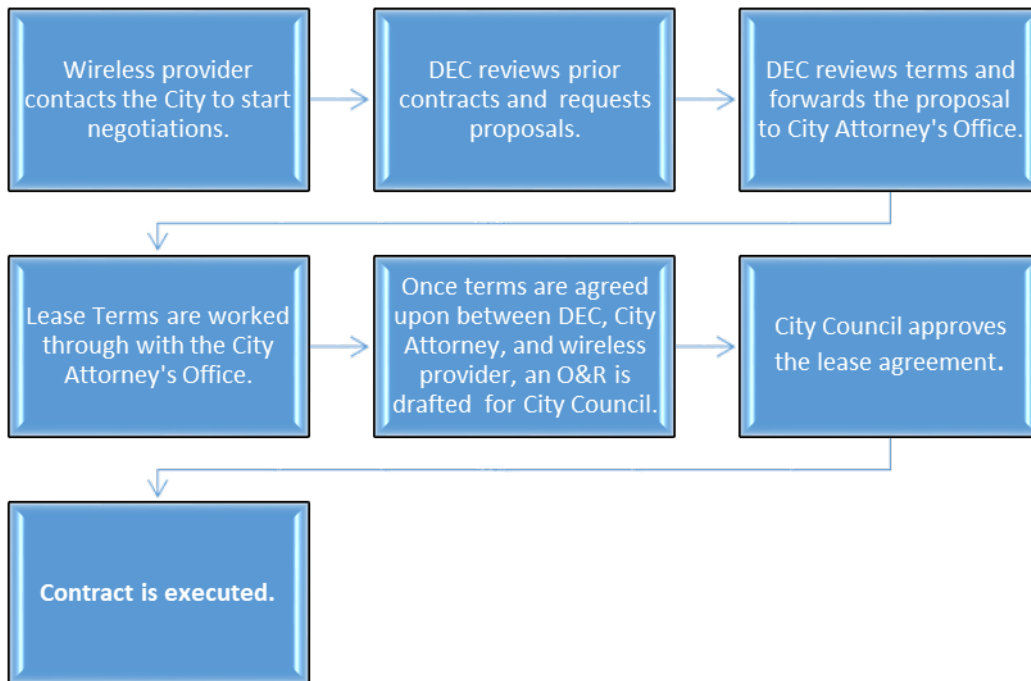 Wireless provider
contacts the City to start
negotiations.
DEC reviews prior
contracts and requests
proposals.
DEC reviews terms and
forwards the proposal
to City Attorney's Office.
Lease Terms are worked
through with the City
Attorney's Office.
Once terms are agreed
upon between DEC, City
Attorney, and wireless
provider, an O&R is
drafted for City Council.
City Council approves
the lease agreement.
Contract is executed.